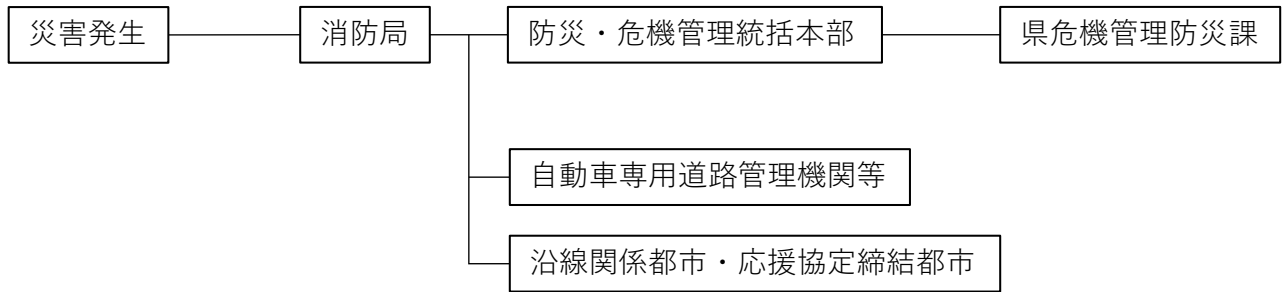 災害発生
消防局
防災・危機管理統括本部
県危機管理防災課
自動車専用道路管理機関等
沿線関係都市・応援協定締結都市